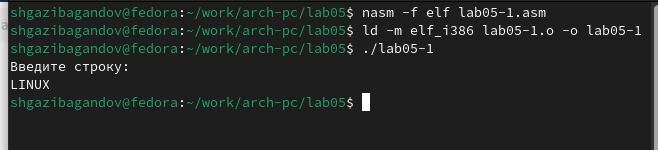 shgazibagandov@fedora:~/work/arch-pc/lab05$ nasm -f elf lab05-1.asm
shgazibagandov@fedora:~/work/arch-pc/lab05$ ld -m elf_i386 lab05-1.o -o lab05-1
shgazibagandov@fedora:~/work/arch-pc/lab05$ ./lab05-1
Введите строку:
LINUX
shgazibagandov@fedora:~/work/arch-pc/lab05$